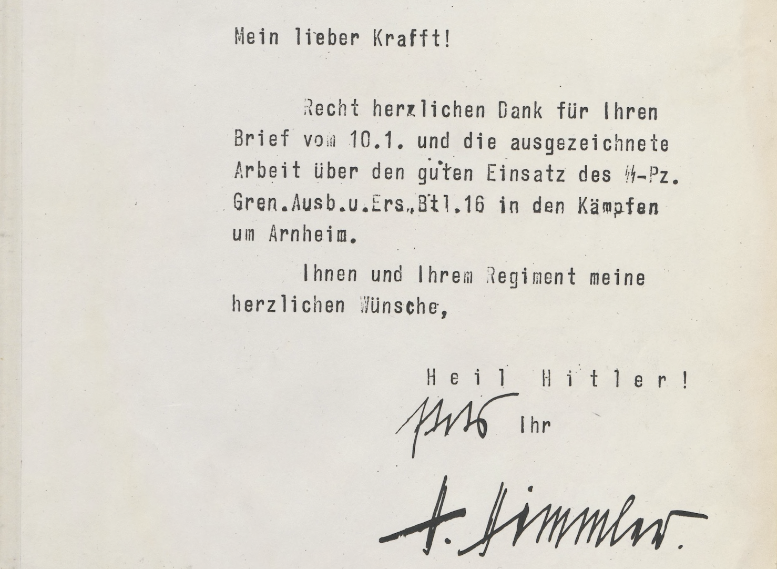 Mein lieber Krafft!
Recht herzlichen Dank für Ihren
Brief vom 10.1. und die ausgezeichnete
Arbeit über den guten Einsatz des ᛋᛋ-Pz.
Gren.Ausb.u.Ers.Btl.16 in den Kämpfen
um Arnheim.
Ihnen und Ihrem Regiment meine
herzlichen Wünsche,
Heil Hitler!
Stets Ihr
H. Himmler.